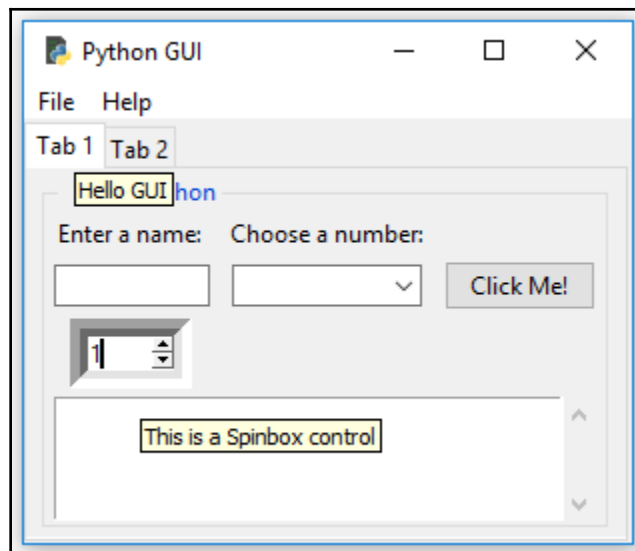 Python GUI
File Help
Tab 1 Tab 2
Hello GUI hon
Enter a name: Choose a number:
Click Me!
1
This is a Spinbox control